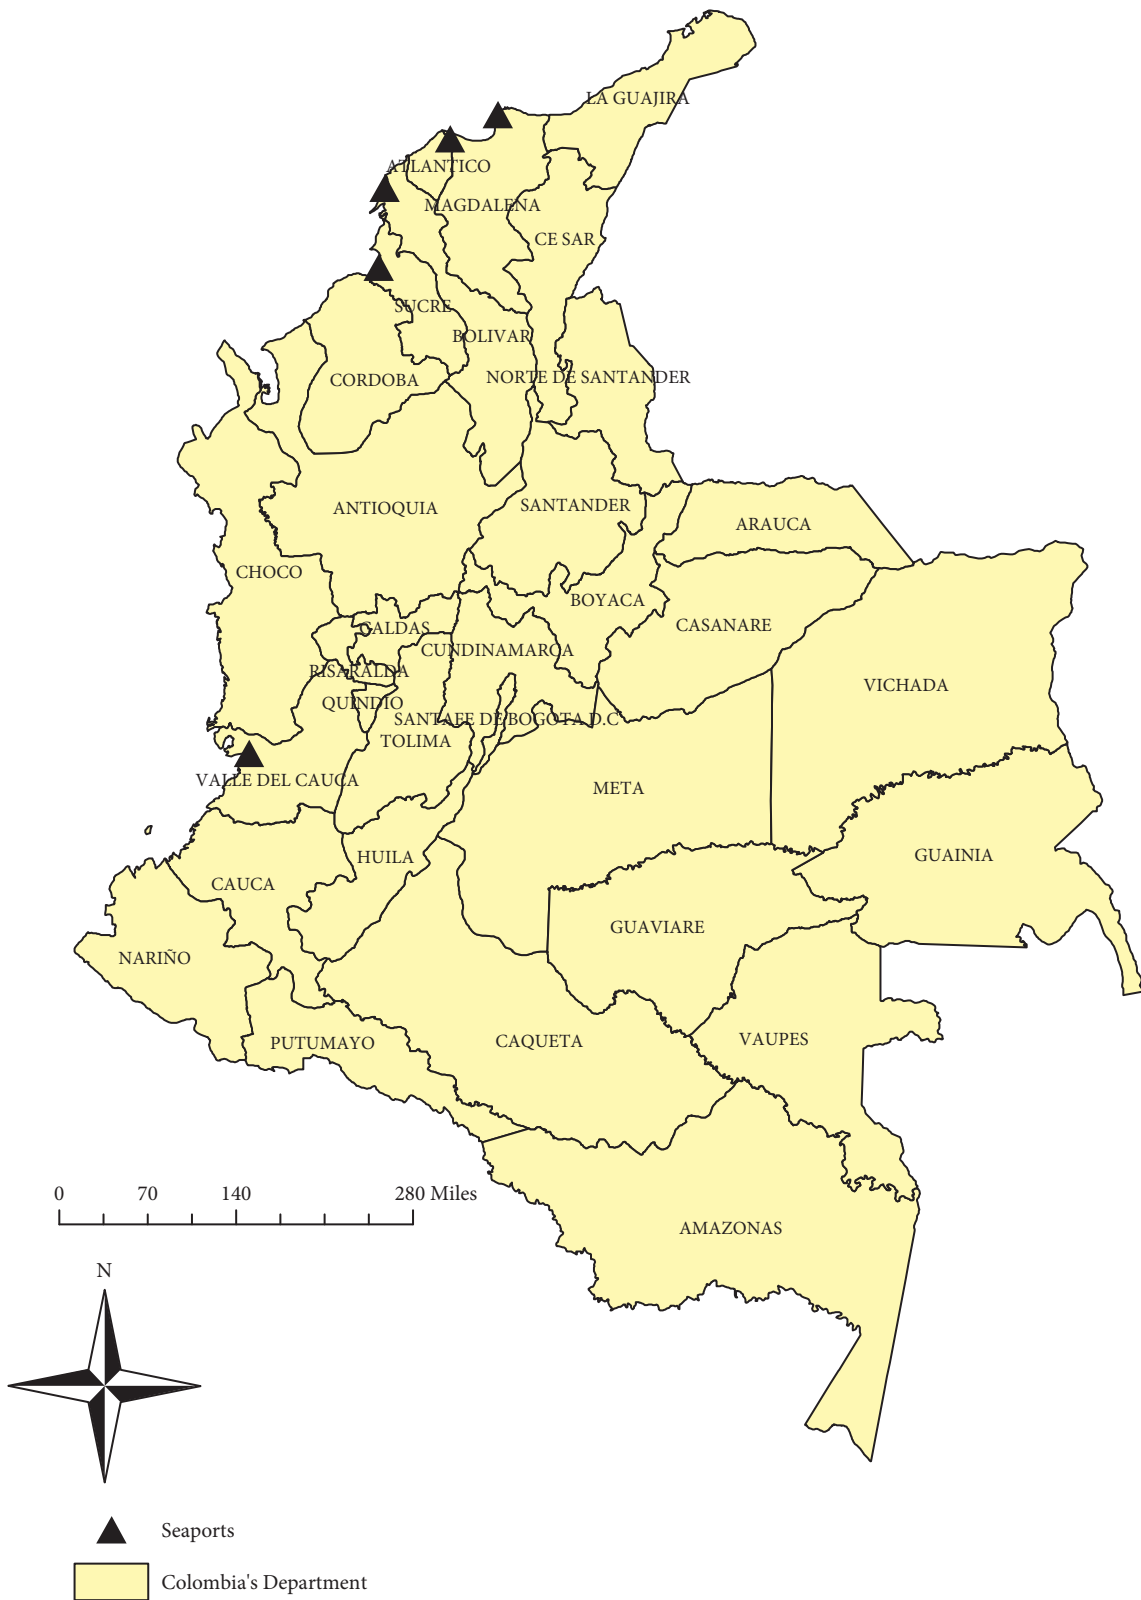 LA GUAJIRA
ATLANTICO
MAGDALENA
CE SAR
SUCRE
BOLIVAR
CORDOBA
NORTE DE SANTANDER
ANTIOQUIA
SANTANDER
ARAUCA
CHOCO
BOYACA
CALDAS
CASANARE
CUNDINAMARCA
RISARALDA
VICHADA
QUINDIO
SANTAFE DE BOGOTA D.C
TOLIMA
VALLE DEL CAUCA
META
HUILA
GUAINIA
CAUCA
GUAVIARE
NARIÑO
PUTUMAYO
CAQUETA
VAUPES
0 70 140 280 Miles
AMAZONAS
N
Seaports
Colombia's Department